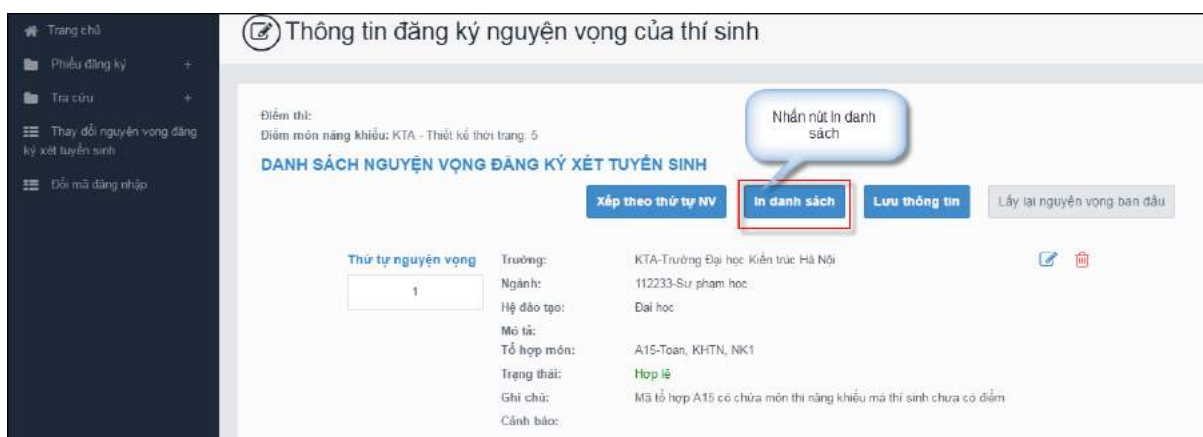 Trang chủ
Thông tin đăng ký nguyện vọng của thí sinh
Phiếu đăng ký +
Tra cứu +
Thay đổi nguyện vọng đăng
ký xét tuyển sinh
Đổi mã đăng nhập
Điểm thi:
Điểm môn năng khiếu: KTA - Thiết kế thời trang: 5
Nhấn nút In danh
sách
DANH SÁCH NGUYỆN VỌNG ĐĂNG KÝ XÉT TUYỂN SINH
Xếp theo thứ tự NV In danh sách Lưu thông tin Lấy lại nguyện vọng ban đầu
Thứ tự nguyện vọng
1
Trường: KTA-Trường Đại học Kiến trúc Hà Nội
Ngành: 112233-Sư phạm học
Hệ đào tạo: Đại học
Mô tả:
Tổ hợp môn: A15-Toan, KHTN, NK1
Trạng thái: Hợp lệ
Ghi chú: Mã tổ hợp A15 có chứa môn thi năng khiếu mà thí sinh chưa có điểm
Cảnh báo: